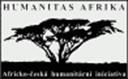 HUMANITAS AFRIKA
Africko-česká humanitární iniciativa